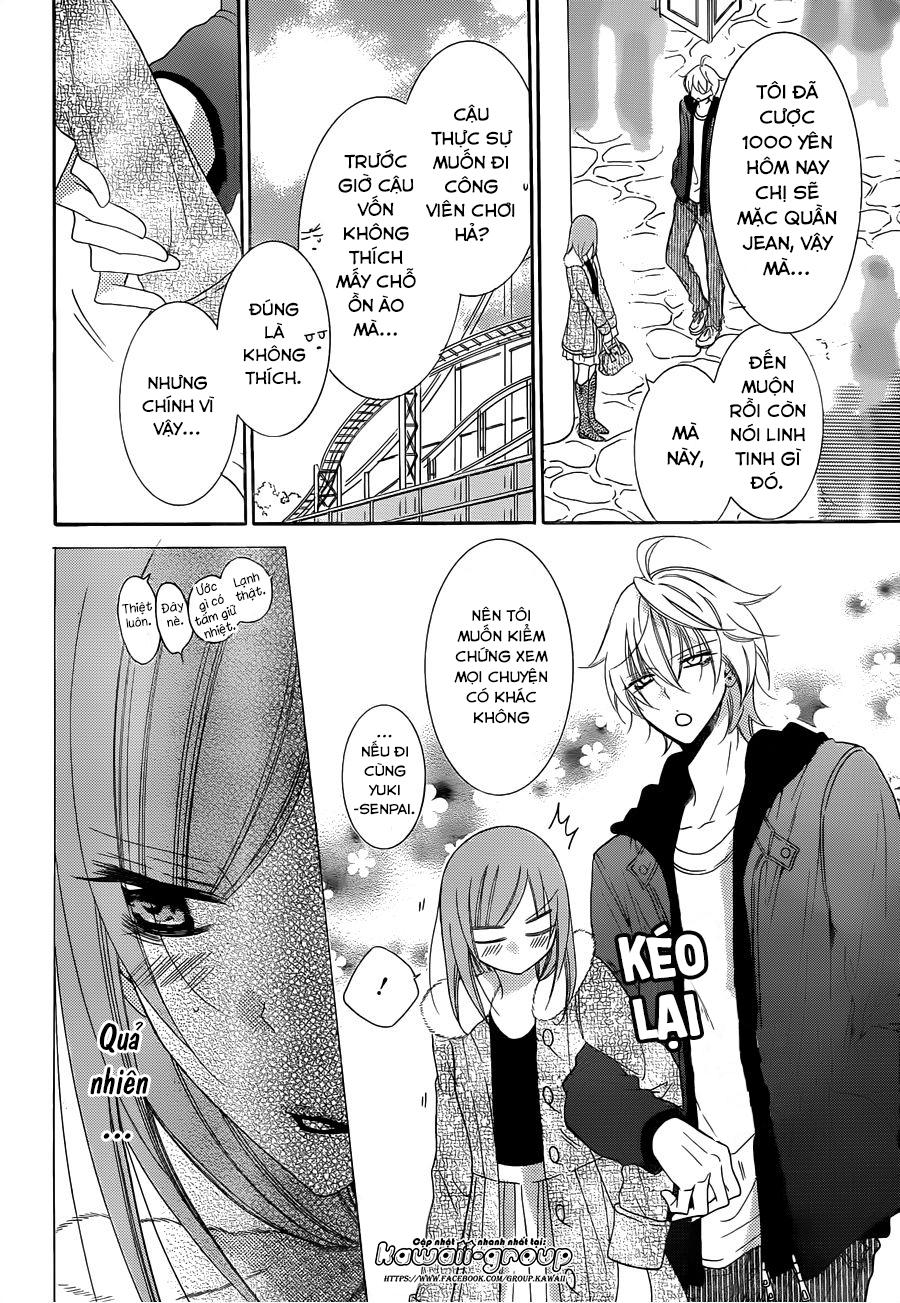 TÔI ĐÃ
CƯỢC
1000 YÊN
HÔM NAY
CHỊ SẼ
MẶC QUẦN
JEAN, VẬY
MÀ...
ĐẾN
MUỘN
RỒI CÒN
NÓI LINH
TINH GÌ
ĐÓ.
MÀ
NÀY,
CẬU
THỰC SỰ
MUỐN ĐI
CÔNG
VIÊN CHƠI
HẢ?
TRƯỚC
GIỜ CẬU
VỐN
KHÔNG
THÍCH
MẤY CHỖ
ỒN ÀO
MÀ...
ĐÚNG
LÀ
KHÔNG
THÍCH.
NHƯNG
CHÍNH VÌ
VẬY...
NÊN TÔI
MUỐN KIỂM
CHỨNG XEM
MỌI CHUYỆN
CÓ KHÁC
KHÔNG
...
NẾU ĐI
CÙNG
YUKI
-SENPAI.
KÉO
LẠI
!
Lạnh
thật.
Ước
gì có
tấm giữ
nhiệt.
Đây
nè.
Thiệt
luôn.
Quả
nhiên
...
Cập nhật nhanh nhất tại:
kawaii-group
HTTPS://WWW.FACEBOOK.COM/GROUP.KAWAII